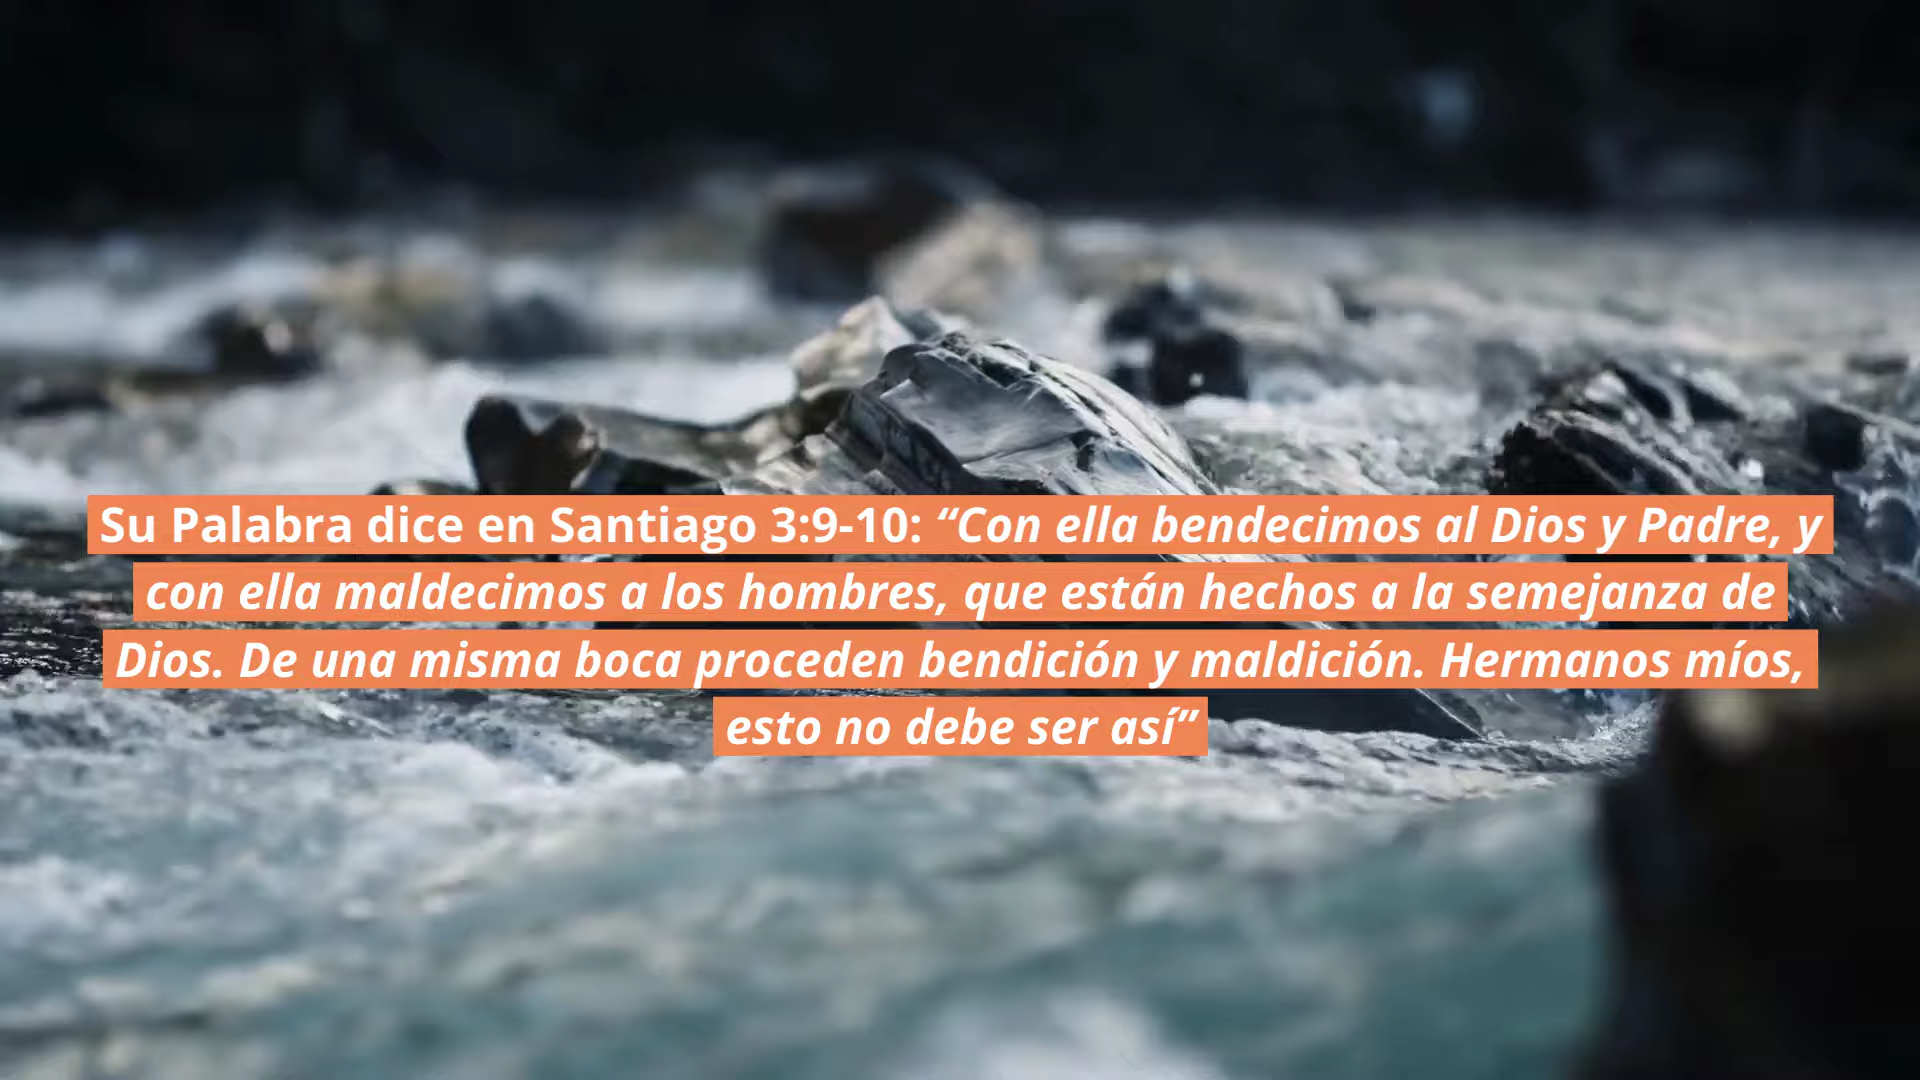 Su Palabra dice en Santiago 3:9-10: “Con ella bendecimos al Dios y Padre, y
con ella maldecimos a los hombres, que están hechos a la semejanza de
Dios. De una misma boca proceden bendición y maldición. Hermanos míos,
esto no debe ser así”